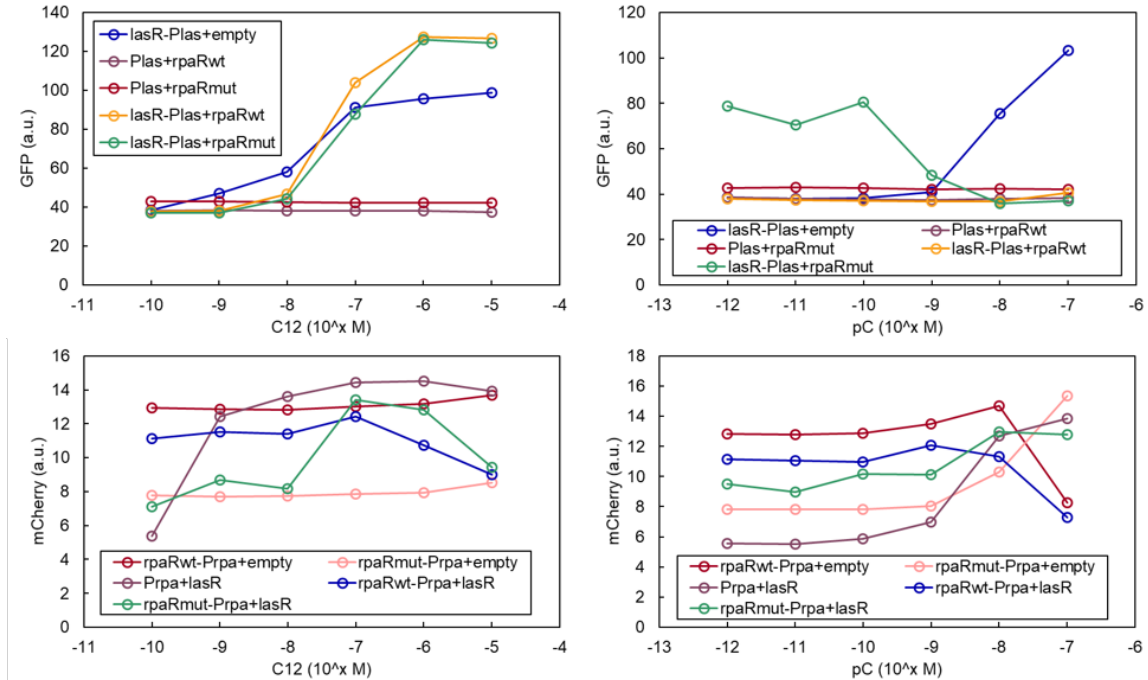 140
120
100
80
60
40
20
0
GFP (a.u.)
lasR-Plas+empty
Plas+rpaRwt
Plas+rpaRmut
lasR-Plas+rpaRwt
lasR-Plas+rpaRmut
-11 -10 -9 -8 -7 -6 -5 -4
C12 (10^x M)
120
100
80
60
40
20
0
GFP (a.u.)
lasR-Plas+empty Plas+rpaRwt
Plas+rpaRmut lasR-Plas+rpaRwt
lasR-Plas+rpaRmut
-13 -12 -11 -10 -9 -8 -7 -6
pC (10^x M)
16
14
12
10
8
6
4
2
0
mCherry (a.u.)
rpaRwt-Prpa+empty rpaRmut-Prpa+empty
Prpa+lasR rpaRwt-Prpa+lasR
rpaRmut-Prpa+lasR
-11 -10 -9 -8 -7 -6 -5 -4
C12 (10^x M)
18
16
14
12
10
8
6
4
2
0
mCherry (a.u.)
rpaRwt-Prpa+empty rpaRmut-Prpa+empty
Prpa+lasR rpaRwt-Prpa+lasR
rpaRmut-Prpa+lasR
-13 -12 -11 -10 -9 -8 -7 -6
pC (10^x M)